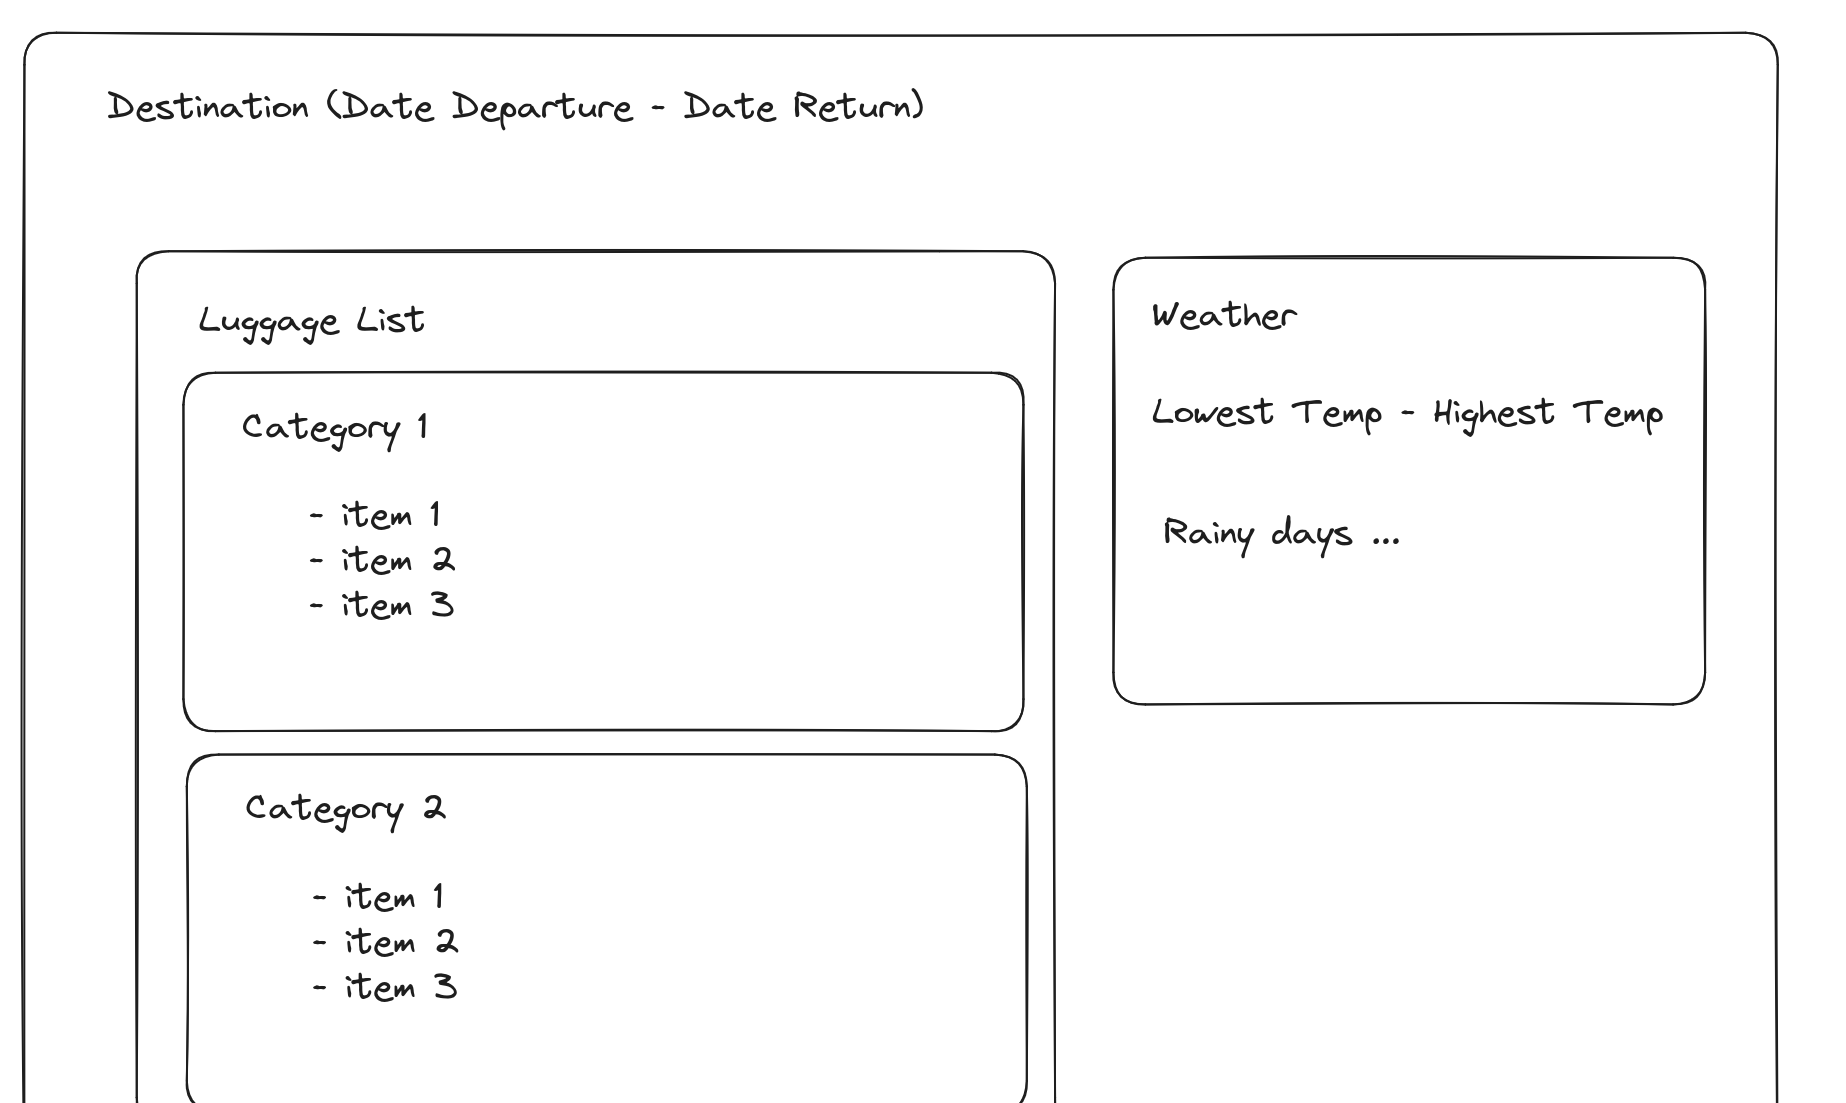 Destination (Date Departure - Date Return)
Luggage List
Category 1
- item 1
- item 2
- item 3
Category 2
- item 1
- item 2
- item 3
Weather
Lowest Temp - Highest Temp
Rainy days ...